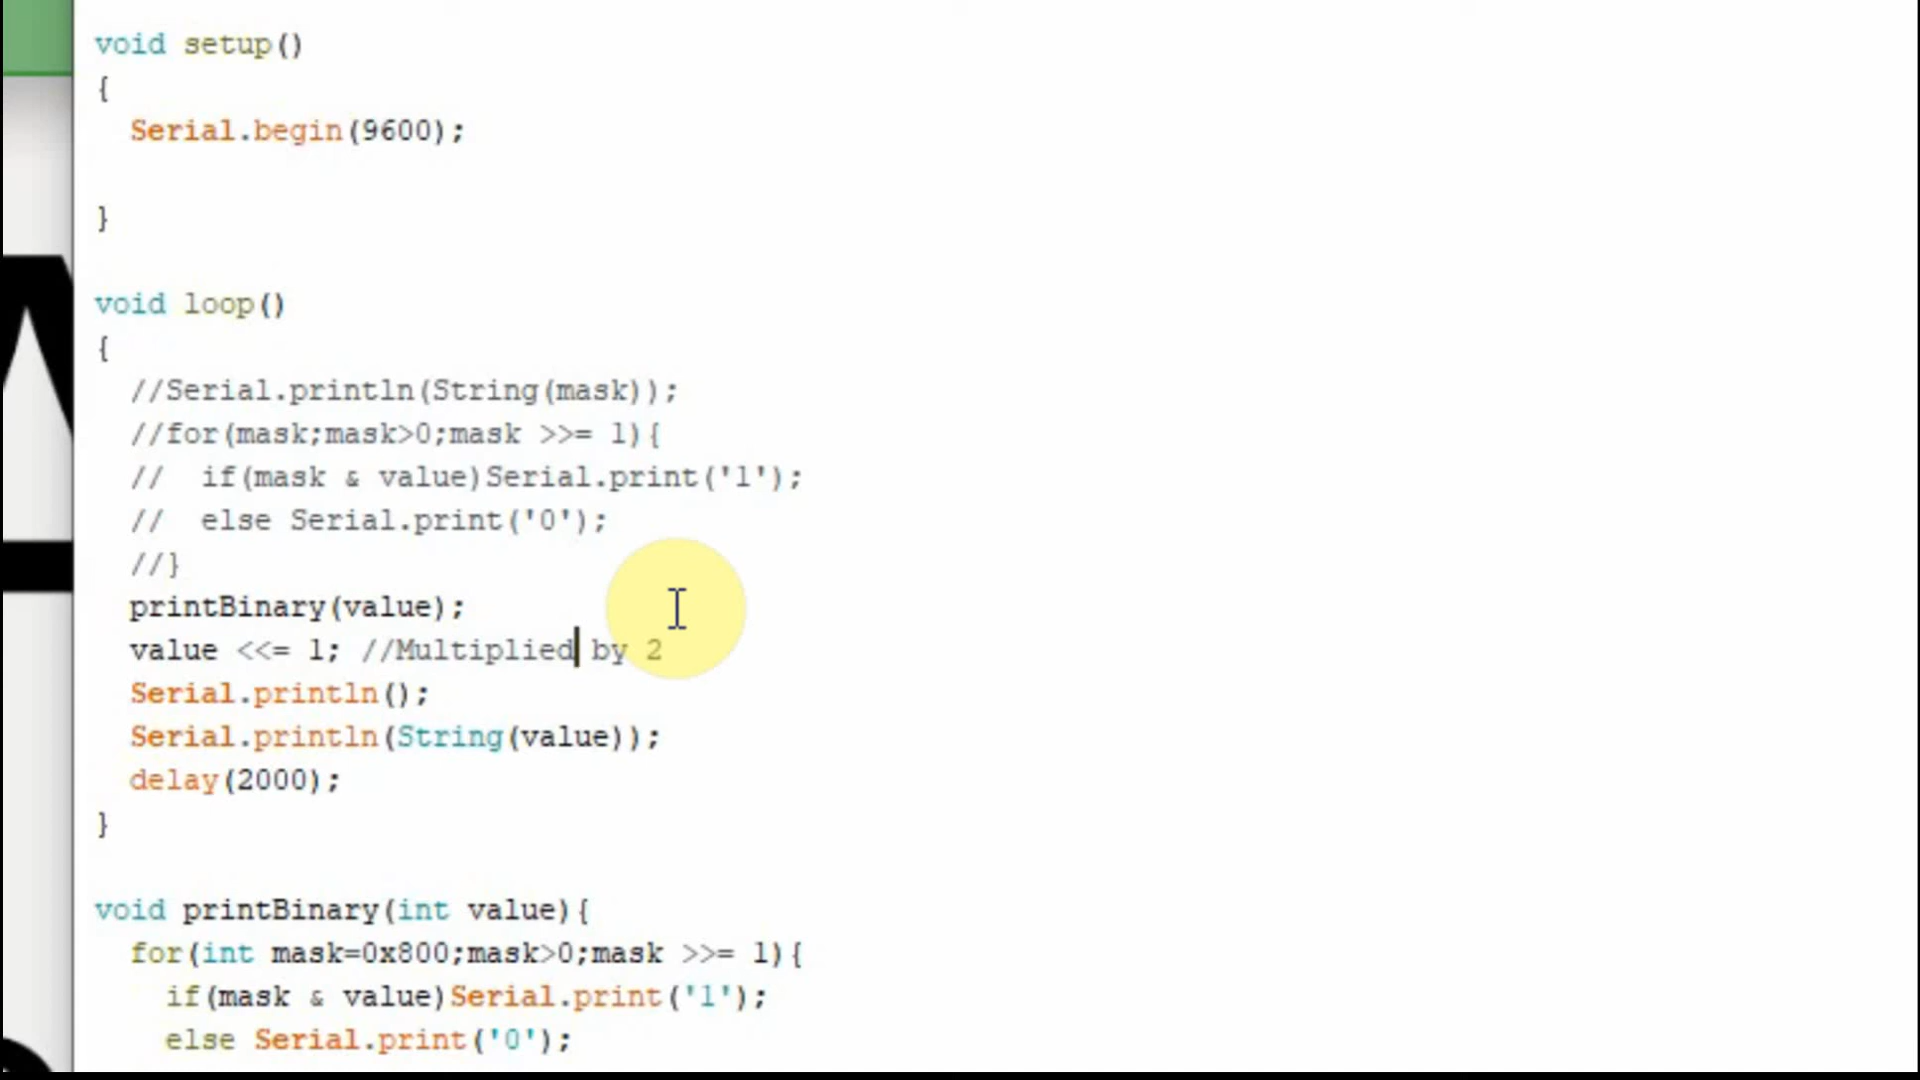 void setup()
{
  Serial.begin(9600);

}

void loop()
{
  //Serial.println(String(mask));
  //for(mask;mask>0;mask >>= 1){
  //  if(mask & value)Serial.print('1');
  //  else Serial.print('0');
  //}
  printBinary(value);
  value <<= 1; //Multiplied by 2
  Serial.println();
  Serial.println(String(value));
  delay(2000);
}

void printBinary(int value){
  for(int mask=0x800;mask>0;mask >>= 1){
    if(mask & value)Serial.print('1');
    else Serial.print('0');